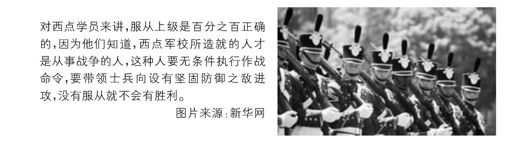 对西点学员来讲,服从上级是百分之百正确
的,因为他们知道,西点军校所造就的人才
是从事战争的人,这种人要无条件执行作战
命令,要带领士兵向设有坚固防御之敌进
攻,没有服从就不会有胜利。
图片来源:新华网